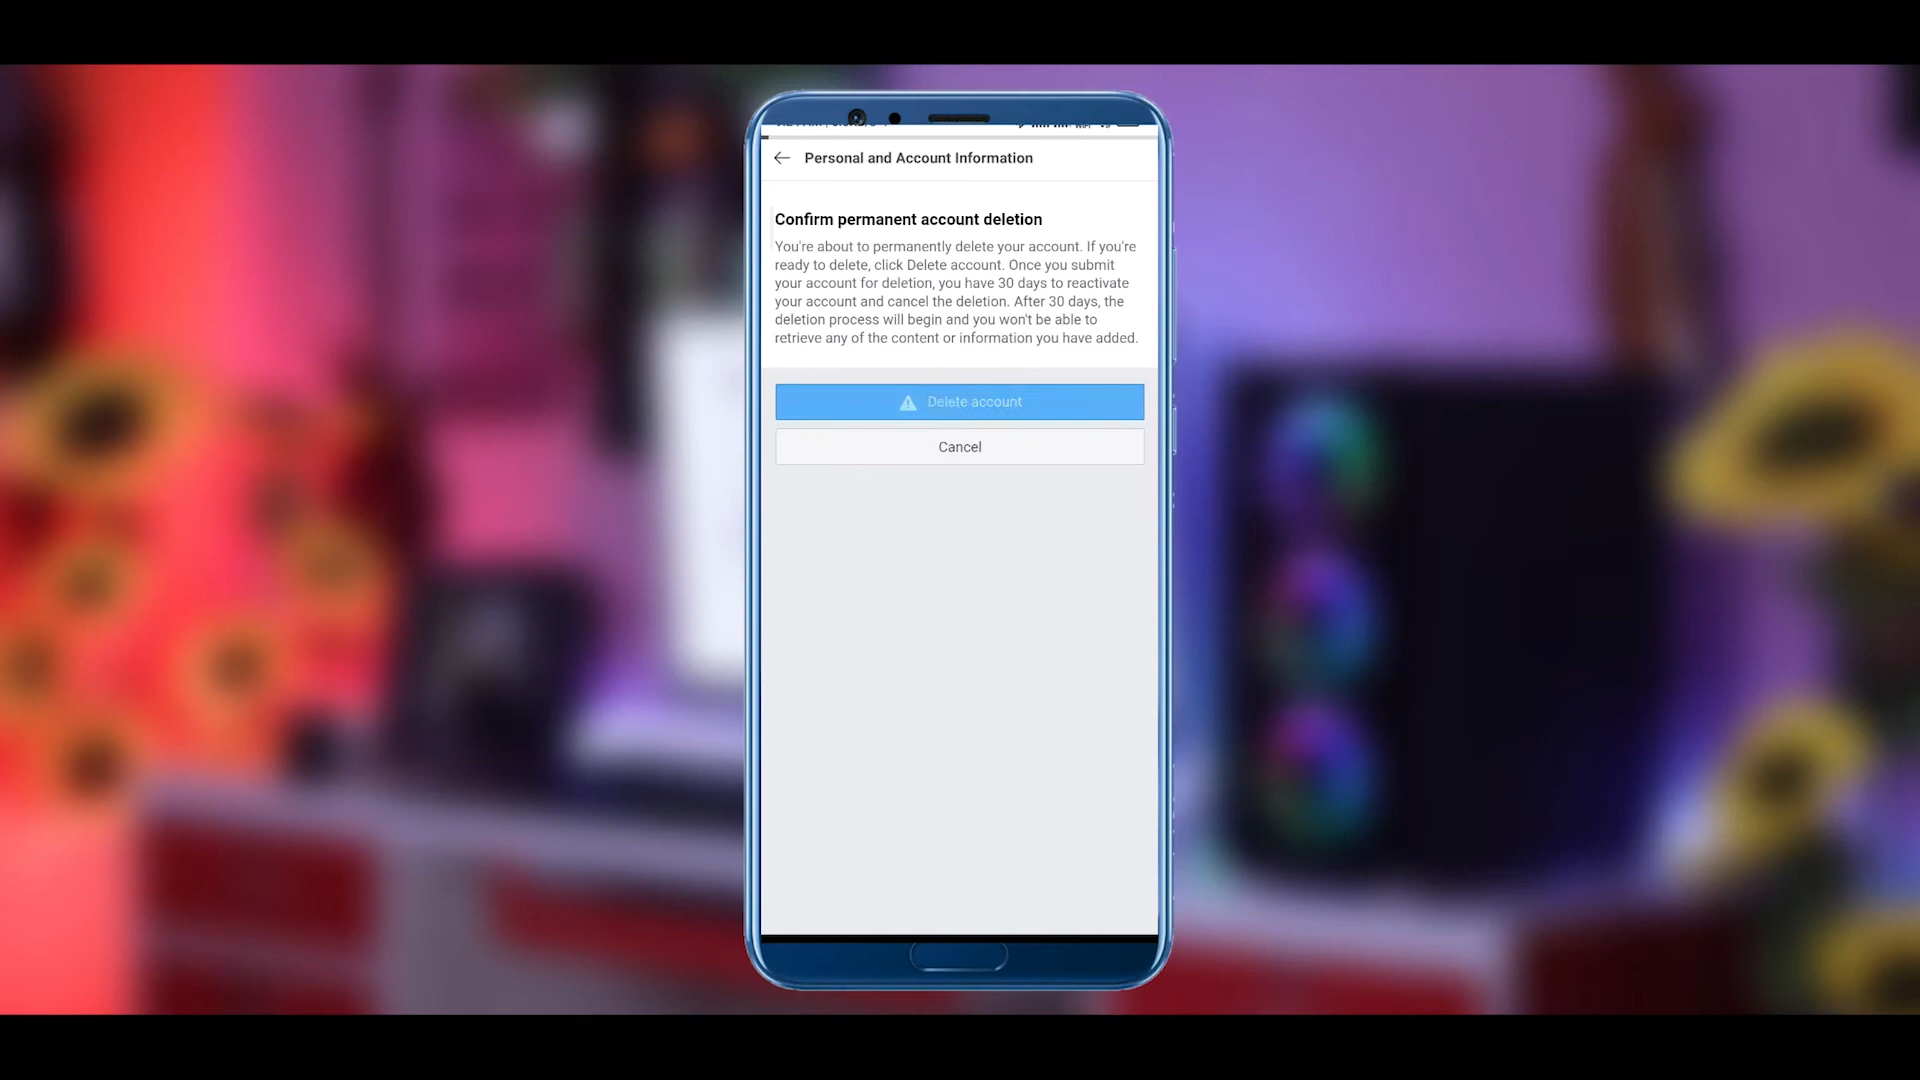 Personal and Account Information
Confirm permanent account deletion
You're about to permanently delete your account. If you're
ready to delete, click Delete account. Once you submit
your account for deletion, you have 30 days to reactivate
your account and cancel the deletion. After 30 days, the
deletion process will begin and you won't be able to
retrieve any of the content or information you have added.
Delete account
Cancel